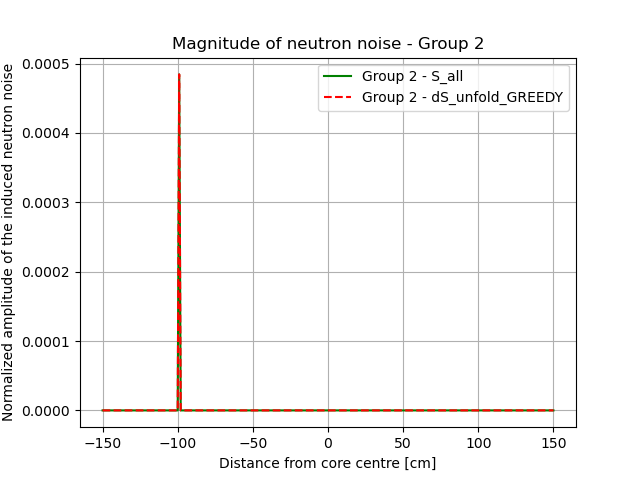 Magnitude of neutron noise - Group 2
Normalized amplitude of the induced neutron noise
0.0005
0.0004
0.0003
0.0002
0.0001
0.0000
Group 2 - S_all
Group 2 - dS_unfold_GREEDY
−150
−100
−50
0
50
100
150
Distance from core centre [cm]